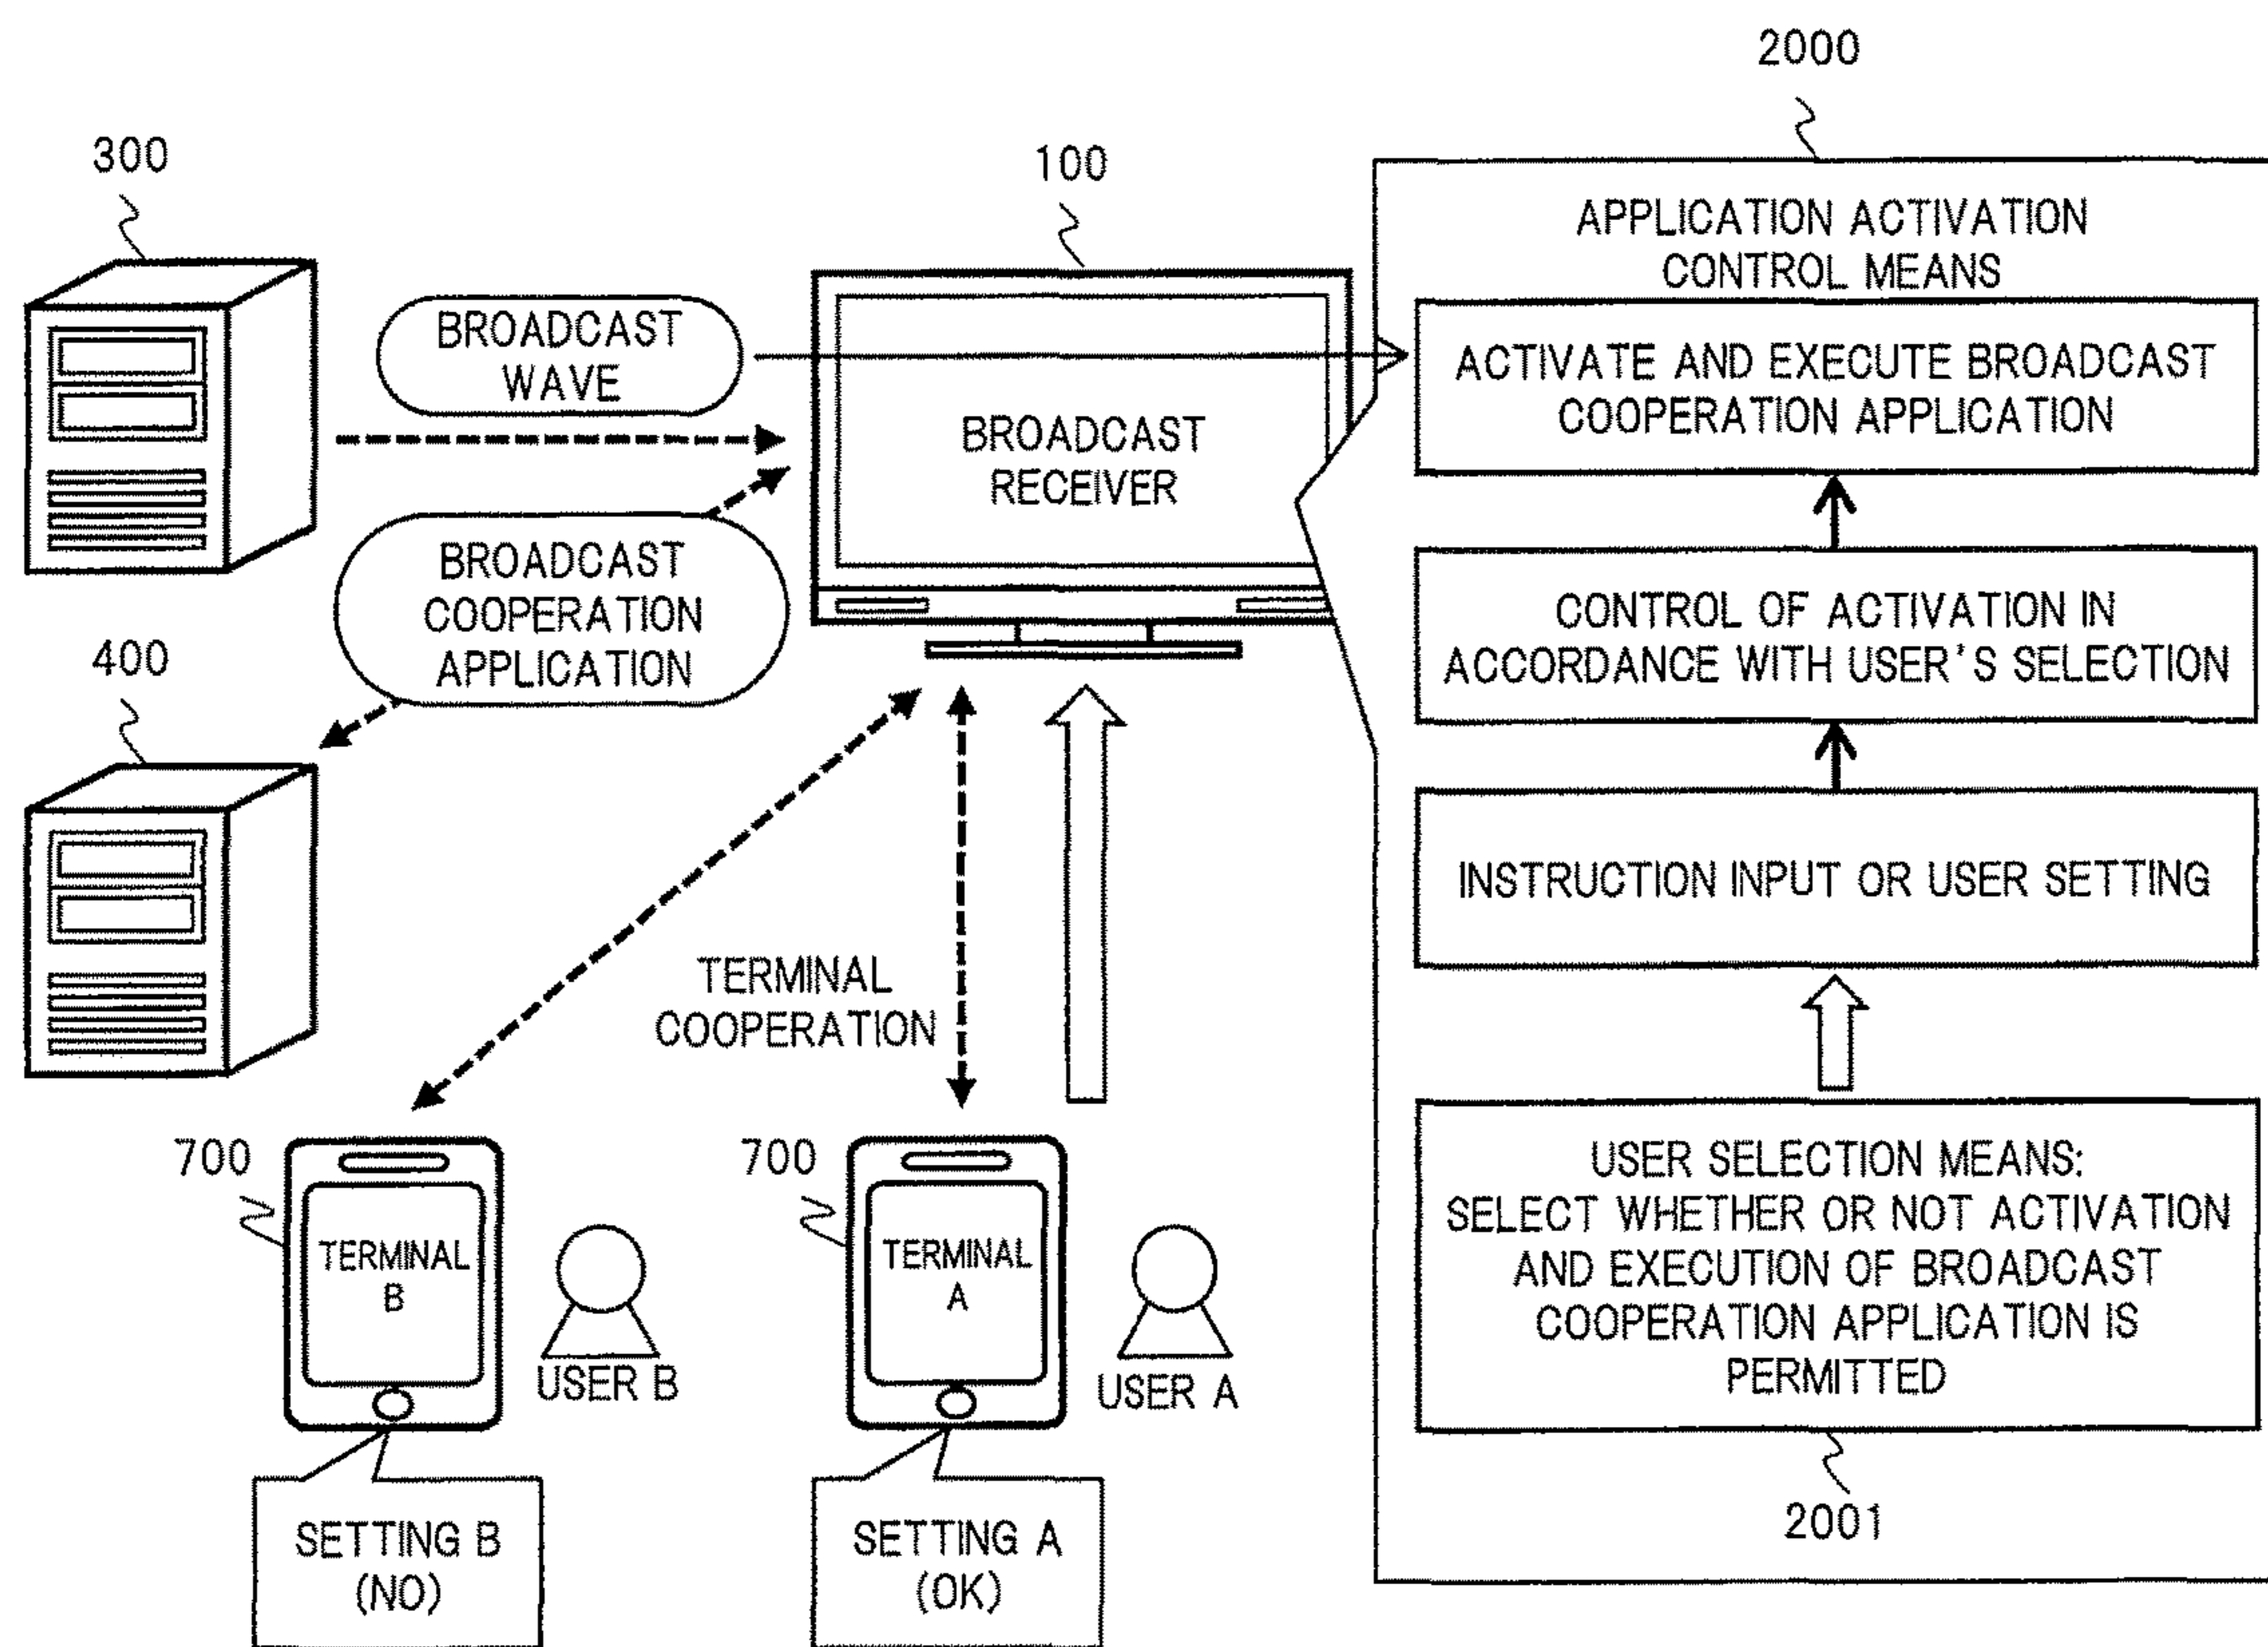 2000
300
100
APPLICATION ACTIVATION
CONTROL MEANS
BROADCAST
WAVE
ACTIVATE AND EXECUTE BROADCAST
COOPERATION APPLICATION
BROADCAST
RECEIVER
BROADCAST
COOPERATION
APPLICATION
CONTROL OF ACTIVATION IN
ACCORDANCE WITH USER'S SELECTION
400
INSTRUCTION INPUT OR USER SETTING
TERMINAL
COOPERATION
700
TERMINAL
B
USER B
700
TERMINAL
A
USER A
USER SELECTION MEANS:
SELECT WHETHER OR NOT ACTIVATION
AND EXECUTION OF BROADCAST
COOPERATION APPLICATION IS
PERMITTED
2001
SETTING B
(NO)
SETTING A
(OK)